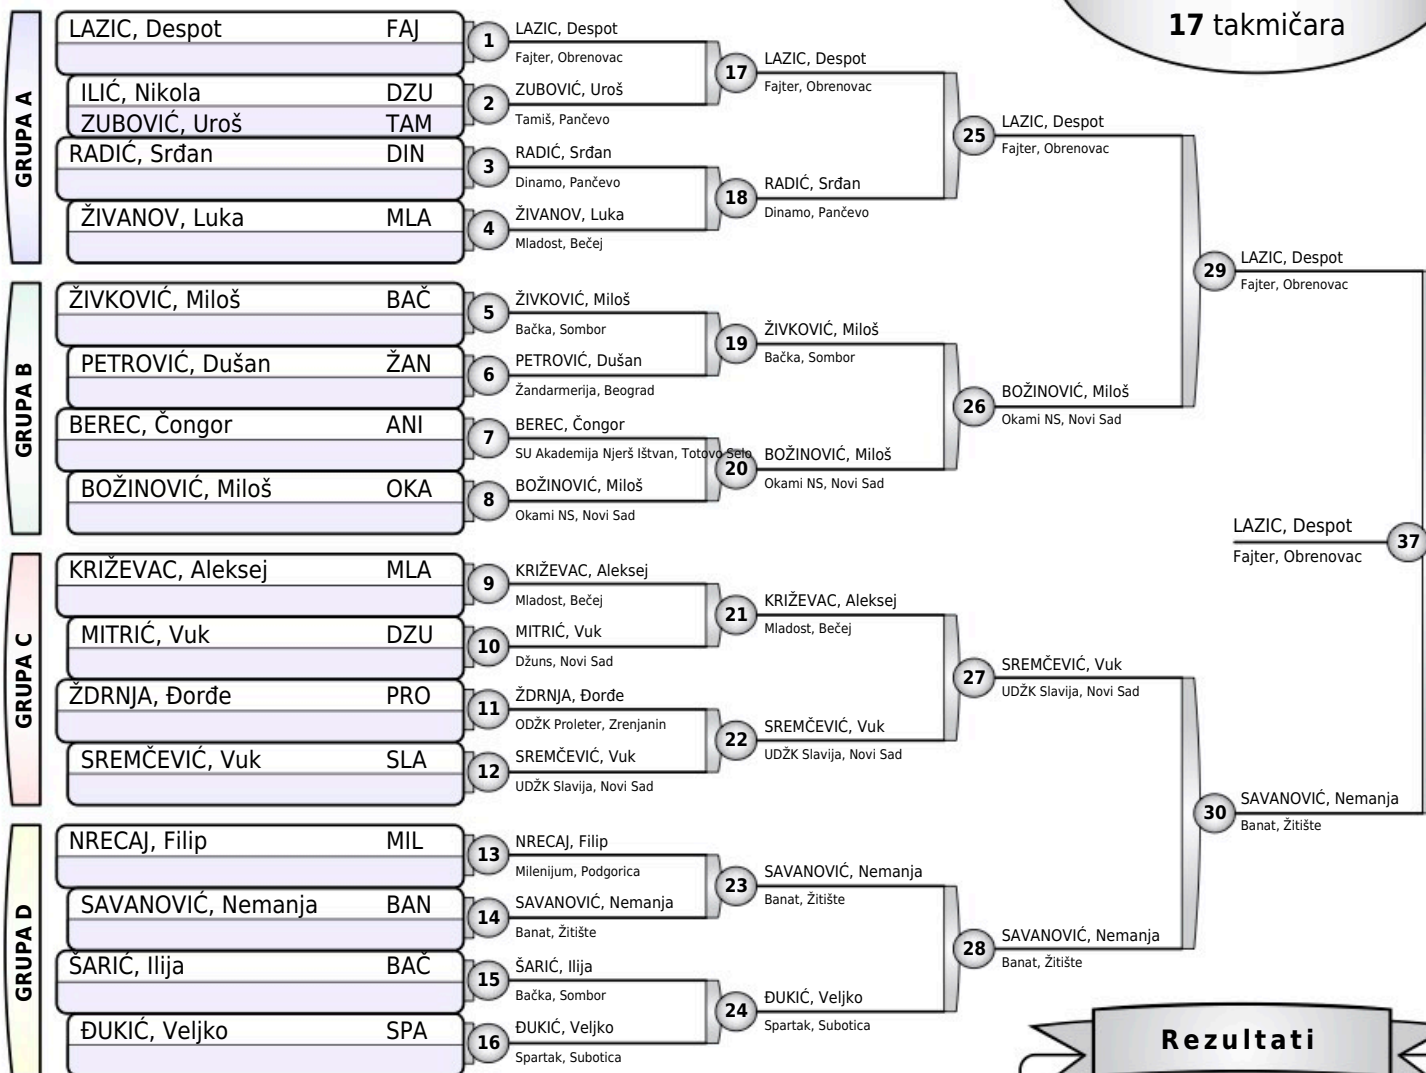 17 takmičara
GRUPA A
LAZIC, Despot FAJ
ILIĆ, Nikola DZU
ZUBOVIĆ, Uroš TAM
RADIĆ, Srđan DIN
ŽIVANOV, Luka MLA
GRUPA B
ŽIVKOVIĆ, Miloš BAČ
PETROVIĆ, Dušan ŽAN
BEREC, Čongor ANI
BOŽINOVIĆ, Miloš OKA
GRUPA C
KRIŽEVAC, Aleksej MLA
MITRIĆ, Vuk DZU
ŽDRNJA, Đorđe PRO
SREMČEVIĆ, Vuk SLA
GRUPA D
NRECAJ, Filip MIL
SAVANOVIĆ, Nemanja BAN
ŠARIĆ, Ilija BAČ
ĐUKIĆ, Veljko SPA
1
LAZIC, Despot
Fajter, Obrenovac
2
ZUBOVIĆ, Uroš
Tamiš, Pančevo
3
RADIĆ, Srđan
Dinamo, Pančevo
4
ŽIVANOV, Luka
Mladost, Bečej
5
ŽIVKOVIĆ, Miloš
Bačka, Sombor
6
PETROVIĆ, Dušan
Žandarmerija, Beograd
7
BEREC, Čongor
SU Akademija Njerš Ištvan, Totovo Selo
8
BOŽINOVIĆ, Miloš
Okami NS, Novi Sad
9
KRIŽEVAC, Aleksej
Mladost, Bečej
10
MITRIĆ, Vuk
Džuns, Novi Sad
11
ŽDRNJA, Đorđe
ODŽK Proleter, Zrenjanin
12
SREMČEVIĆ, Vuk
UDŽK Slavija, Novi Sad
13
NRECAJ, Filip
Milenijum, Podgorica
14
SAVANOVIĆ, Nemanja
Banat, Žitište
15
ŠARIĆ, Ilija
Bačka, Sombor
16
ĐUKIĆ, Veljko
Spartak, Subotica
17
LAZIC, Despot
Fajter, Obrenovac
18
RADIĆ, Srđan
Dinamo, Pančevo
19
ŽIVKOVIĆ, Miloš
Bačka, Sombor
20
BOŽINOVIĆ, Miloš
Okami NS, Novi Sad
21
KRIŽEVAC, Aleksej
Mladost, Bečej
22
SREMČEVIĆ, Vuk
UDŽK Slavija, Novi Sad
23
SAVANOVIĆ, Nemanja
Banat, Žitište
24
ĐUKIĆ, Veljko
Spartak, Subotica
25
LAZIC, Despot
Fajter, Obrenovac
26
BOŽINOVIĆ, Miloš
Okami NS, Novi Sad
27
SREMČEVIĆ, Vuk
UDŽK Slavija, Novi Sad
28
SAVANOVIĆ, Nemanja
Banat, Žitište
29
LAZIC, Despot
Fajter, Obrenovac
30
SAVANOVIĆ, Nemanja
Banat, Žitište
LAZIC, Despot
Fajter, Obrenovac
37
Rezultati